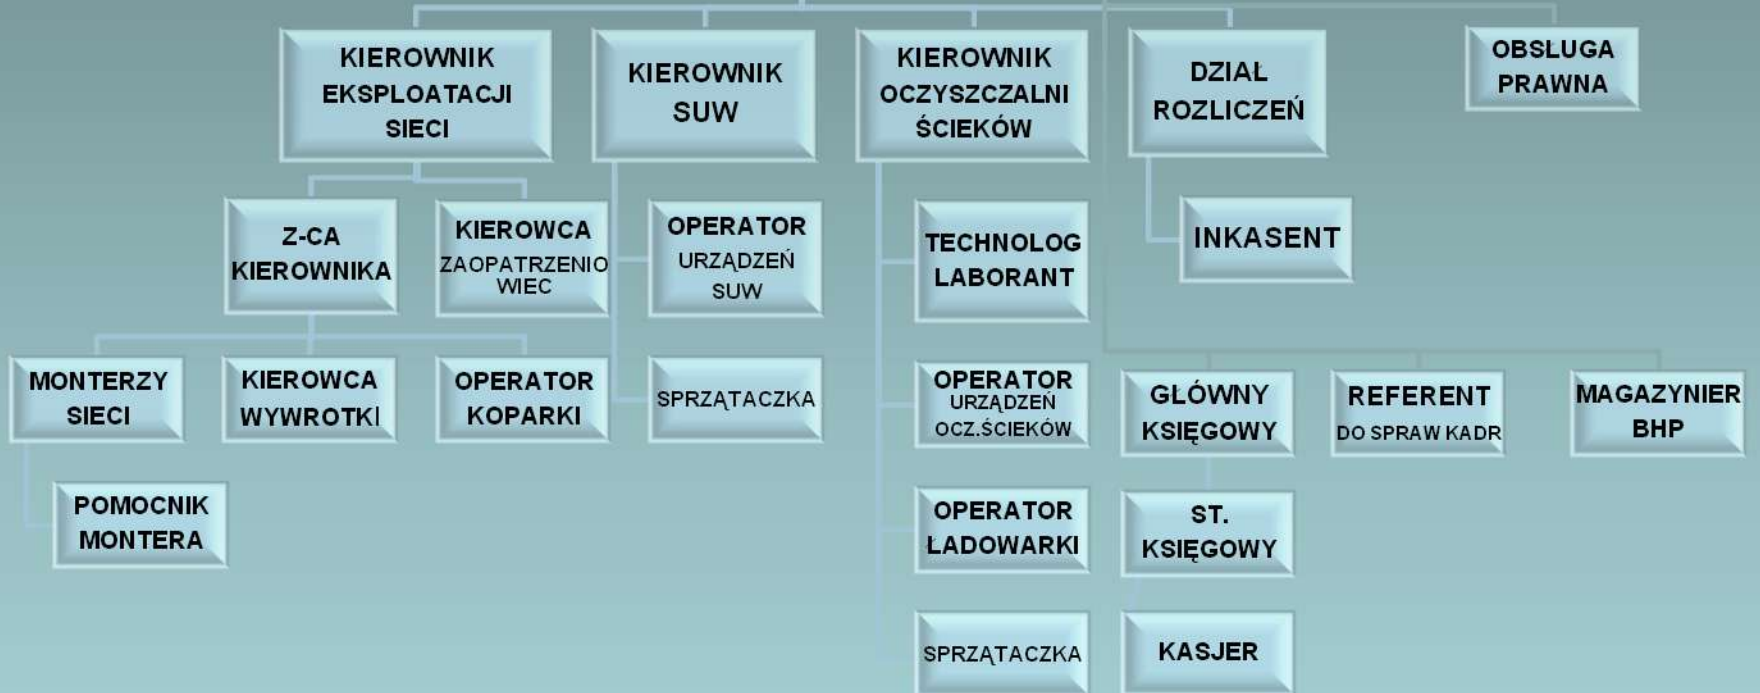 KIEROWNIK
EKSPLOATACJI
SIECI
KIEROWNIK
SUW
KIEROWNIK
OCZYSZCZALNI
ŚCIEKÓW
DZIAŁ
ROZLICZEŃ
OBSŁUGA
PRAWNA
Z-CA
KIEROWNIKA
KIEROWCA
ZAOPATRZENIO
WIEC
OPERATOR
URZĄDZEŃ
SUW
TECHNOLOG
LABORANT
INKASENT
MONTERZY
SIECI
KIEROWCA
WYWROTKI
OPERATOR
KOPARKI
SPRZĄTACZKA
OPERATOR
URZĄDZEŃ
OCZ.ŚCIEKÓW
GŁÓWNY
KSIĘGOWY
REFERENT
DO SPRAW KADR
MAGAZYNIER
BHP
POMOCNIK
MONTERA
OPERATOR
ŁADOWARKI
ST.
KSIĘGOWY
SPRZĄTACZKA
KASJER